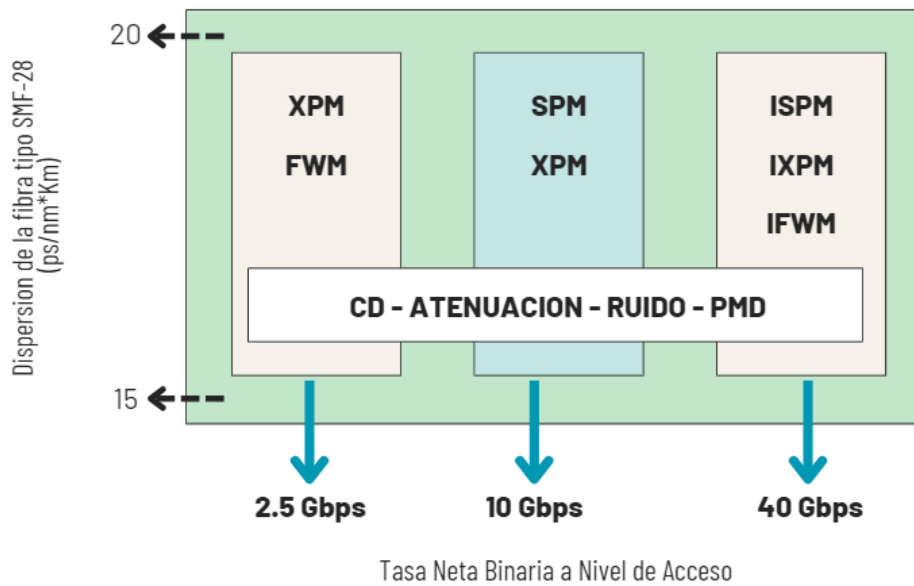 20
Dispersion de la fibra tipo SMF-28
(ps/nm*Km)
15
XPM
FWM
SPM
XPM
ISPM
IXPM
IFWM
CD - ATENUACION - RUIDO - PMD
2.5 Gbps
10 Gbps
40 Gbps
Tasa Neta Binaria a Nivel de Acceso